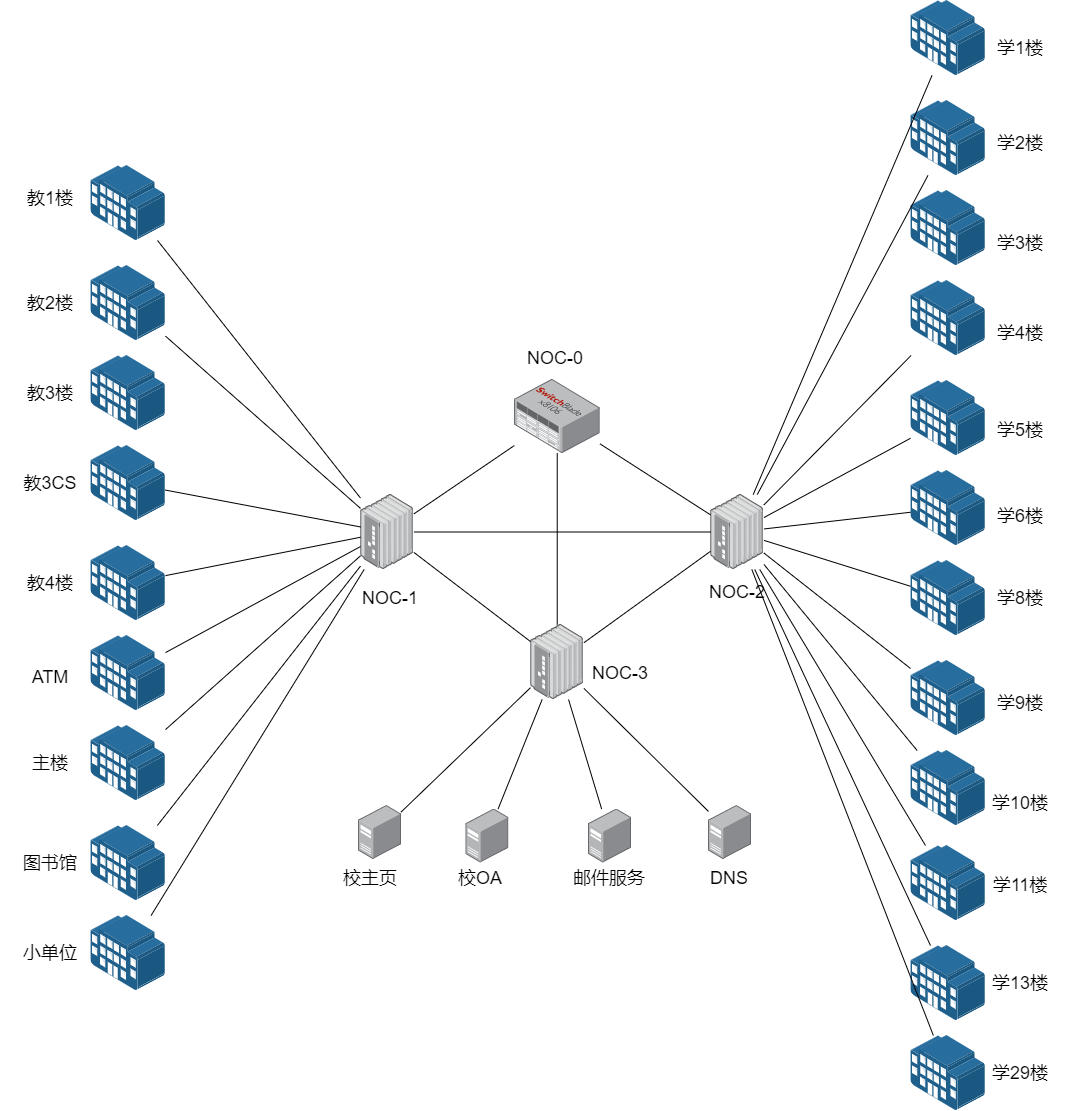 学1楼
学2楼
教1楼
学3楼
教2楼
学4楼
NOC-0
SwitchBlade
x8106
教3楼
学5楼
教3CS
学6楼
教4楼
NOC-1
NOC-2
学8楼
ATM
NOC-3
学9楼
主楼
学10楼
图书馆
校主页
校OA
邮件服务
DNS
学11楼
小单位
学13楼
学29楼